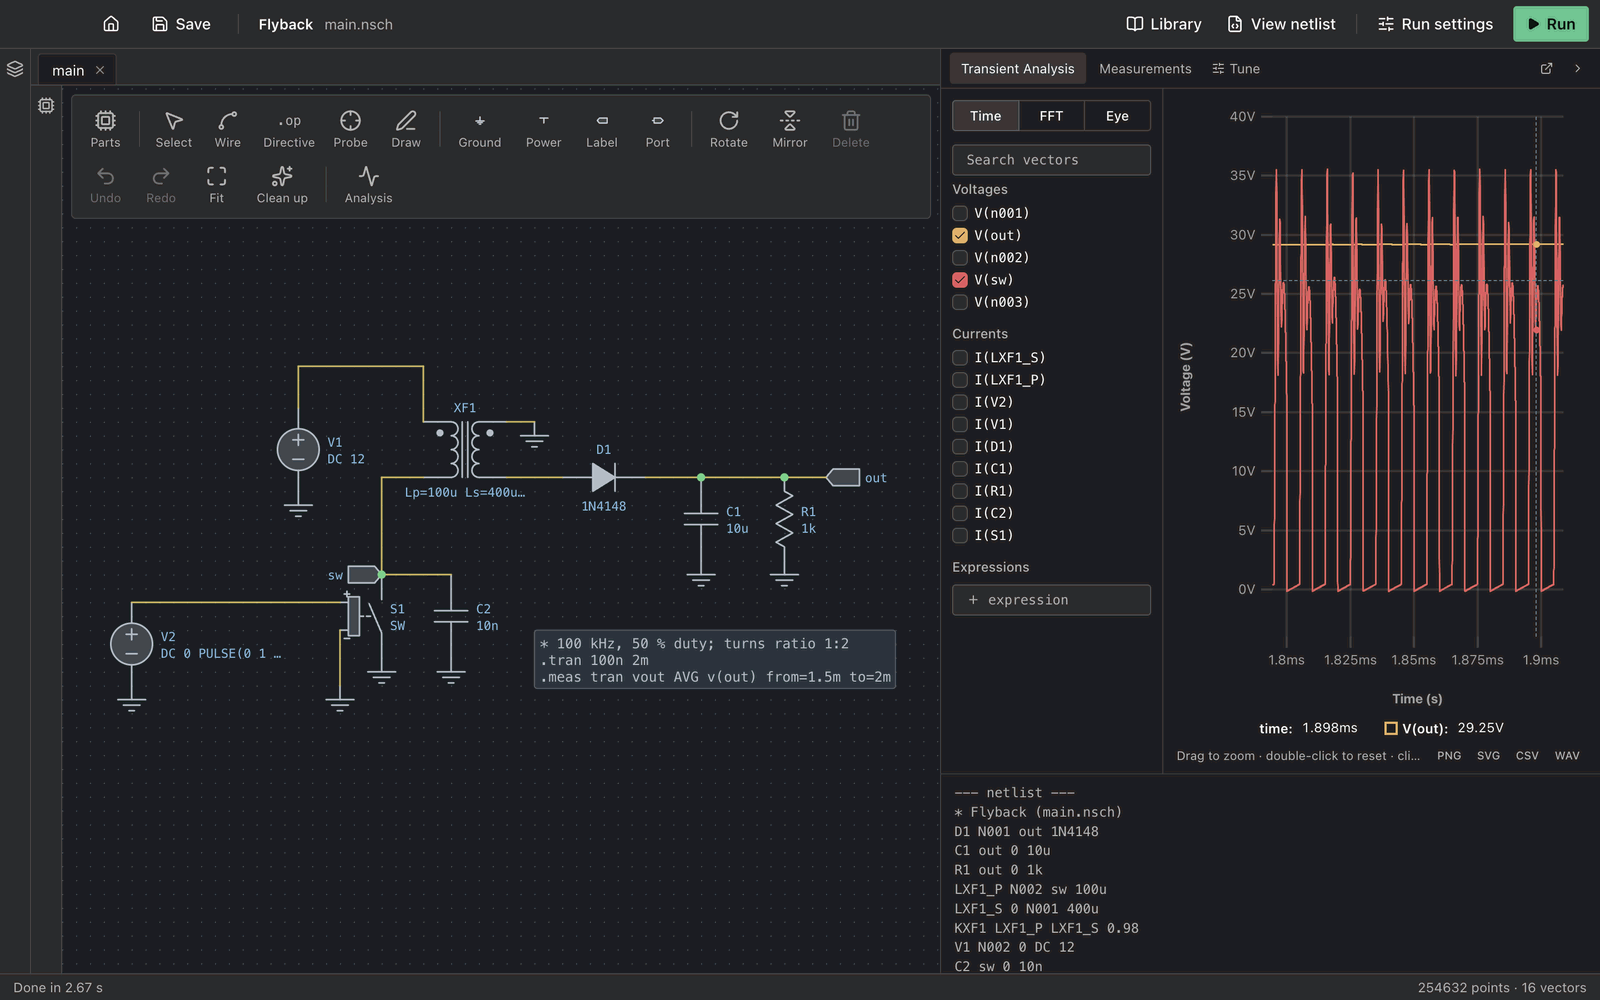 Save
Flyback main.nsch
Library
View netlist
Run settings
Run
main
Parts
Select
Wire
.op
Directive
Probe
Draw
Ground
Power
Label
Port
Rotate
Mirror
Delete
Undo
Redo
Fit
Clean up
Analysis
XF1
V1
DC 12
Lp=100u Ls=400u…
D1
1N4148
out
C1
10u
R1
1k
sw
S1
SW
C2
10n
V2
DC 0 PULSE(0 1 …
* 100 kHz, 50 % duty; turns ratio 1:2
.tran 100n 2m
.meas tran vout AVG v(out) from=1.5m to=2m
Transient Analysis
Measurements
Tune
Time
FFT
Eye
Search vectors
Voltages
V(n001)
V(out)
V(n002)
V(sw)
V(n003)
Currents
I(LXF1_S)
I(LXF1_P)
I(V2)
I(V1)
I(D1)
I(C1)
I(R1)
I(C2)
I(S1)
Expressions
+ expression
40V
35V
30V
25V
20V
15V
10V
5V
0V
Voltage (V)
1.8ms
1.825ms
1.85ms
1.875ms
1.9ms
Time (s)
time: 1.898ms
V(out): 29.25V
Drag to zoom · double-click to reset · cli…
PNG
SVG
CSV
WAV
--- netlist ---
* Flyback (main.nsch)
D1 N001 out 1N4148
C1 out 0 10u
R1 out 0 1k
LXF1_P N002 sw 100u
LXF1_S 0 N001 400u
KXF1 LXF1_P LXF1_S 0.98
V1 N002 0 DC 12
C2 sw 0 10n
Done in 2.67 s
254632 points · 16 vectors